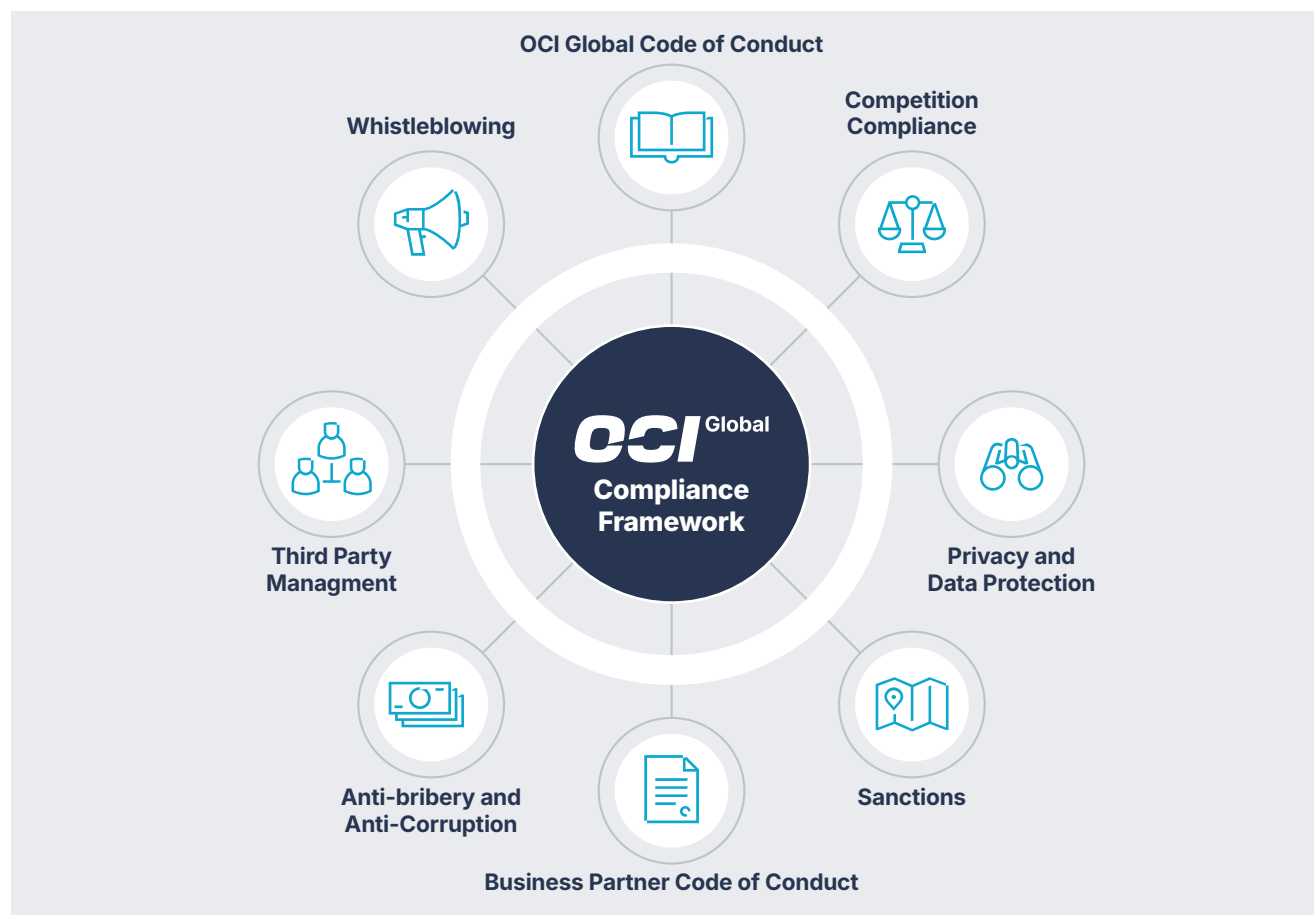 OCI Global Code of Conduct
Competition
Compliance
Whistleblowing
OCI Global
Compliance
Framework
Third Party
Managment
Privacy and
Data Protection
Anti-bribery and
Anti-Corruption
Sanctions
Business Partner Code of Conduct